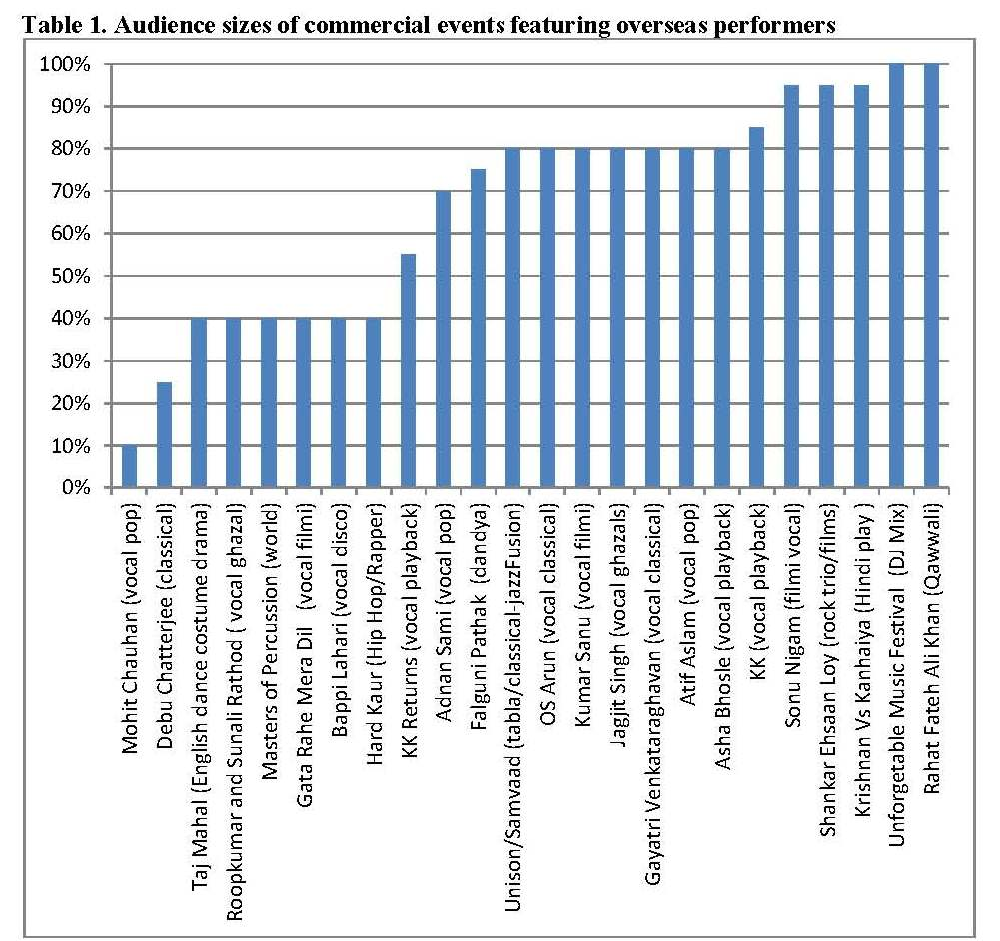 Table 1. Audience sizes of commercial events featuring overseas performers
100%
90%
80%
70%
60%
50%
40%
30%
20%
10%
0%
Mohit Chauhan (vocal pop)
Debu Chatterjee (classical)
Taj Mahal (English dance costume drama)
Roopkumar and Sunali Rathod ( vocal ghazal)
Masters of Percussion (world)
Gata Rahe Mera Dil (vocal filmi)
Bappi Lahari (vocal disco)
Hard Kaur (Hip Hop/Rapper)
KK Returns (vocal playback)
Adnan Sami (vocal pop)
Falguni Pathak (dandya)
Unison/Samvaad (tabla/classical-jazzFusion)
OS Arun (vocal classical)
Kumar Sanu (vocal filmi)
Jagjit Singh (vocal ghazals)
Gayatri Venkataraghavan (vocal classical)
Atif Aslam (vocal pop)
Asha Bhosle (vocal playback)
KK (vocal playback)
Sonu Nigam (filmi vocal)
Shankar Ehsaan Loy (rock trio/films)
Krishnan Vs Kanhaiya (Hindi play )
Unforgetable Music Festival (DJ Mix)
Rahat Fateh Ali Khan (Qawwali)